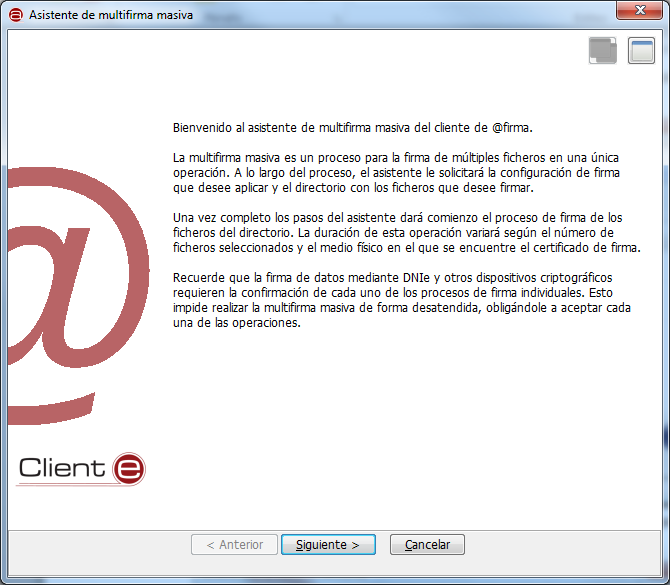 Asistente de multifirma masiva
Bienvenido al asistente de multifirma masiva del cliente de @firma.
La multifirma masiva es un proceso para la firma de múltiples ficheros en una única
operación. A lo largo del proceso, el asistente le solicitará la configuración de firma
que desee aplicar y el directorio con los ficheros que desee firmar.
Una vez completo los pasos del asistente dará comienzo el proceso de firma de los
ficheros del directorio. La duración de esta operación variará según el número de
ficheros seleccionados y el medio físico en el que se encuentre el certificado de firma.
Recuerde que la firma de datos mediante DNIe y otros dispositivos criptográficos
requieren la confirmación de cada uno de los procesos de firma individuales. Esto
impide realizar la multifirma masiva de forma desatendida, obligándole a aceptar cada
una de las operaciones.
@
Client e
< Anterior
Siguiente >
Cancelar